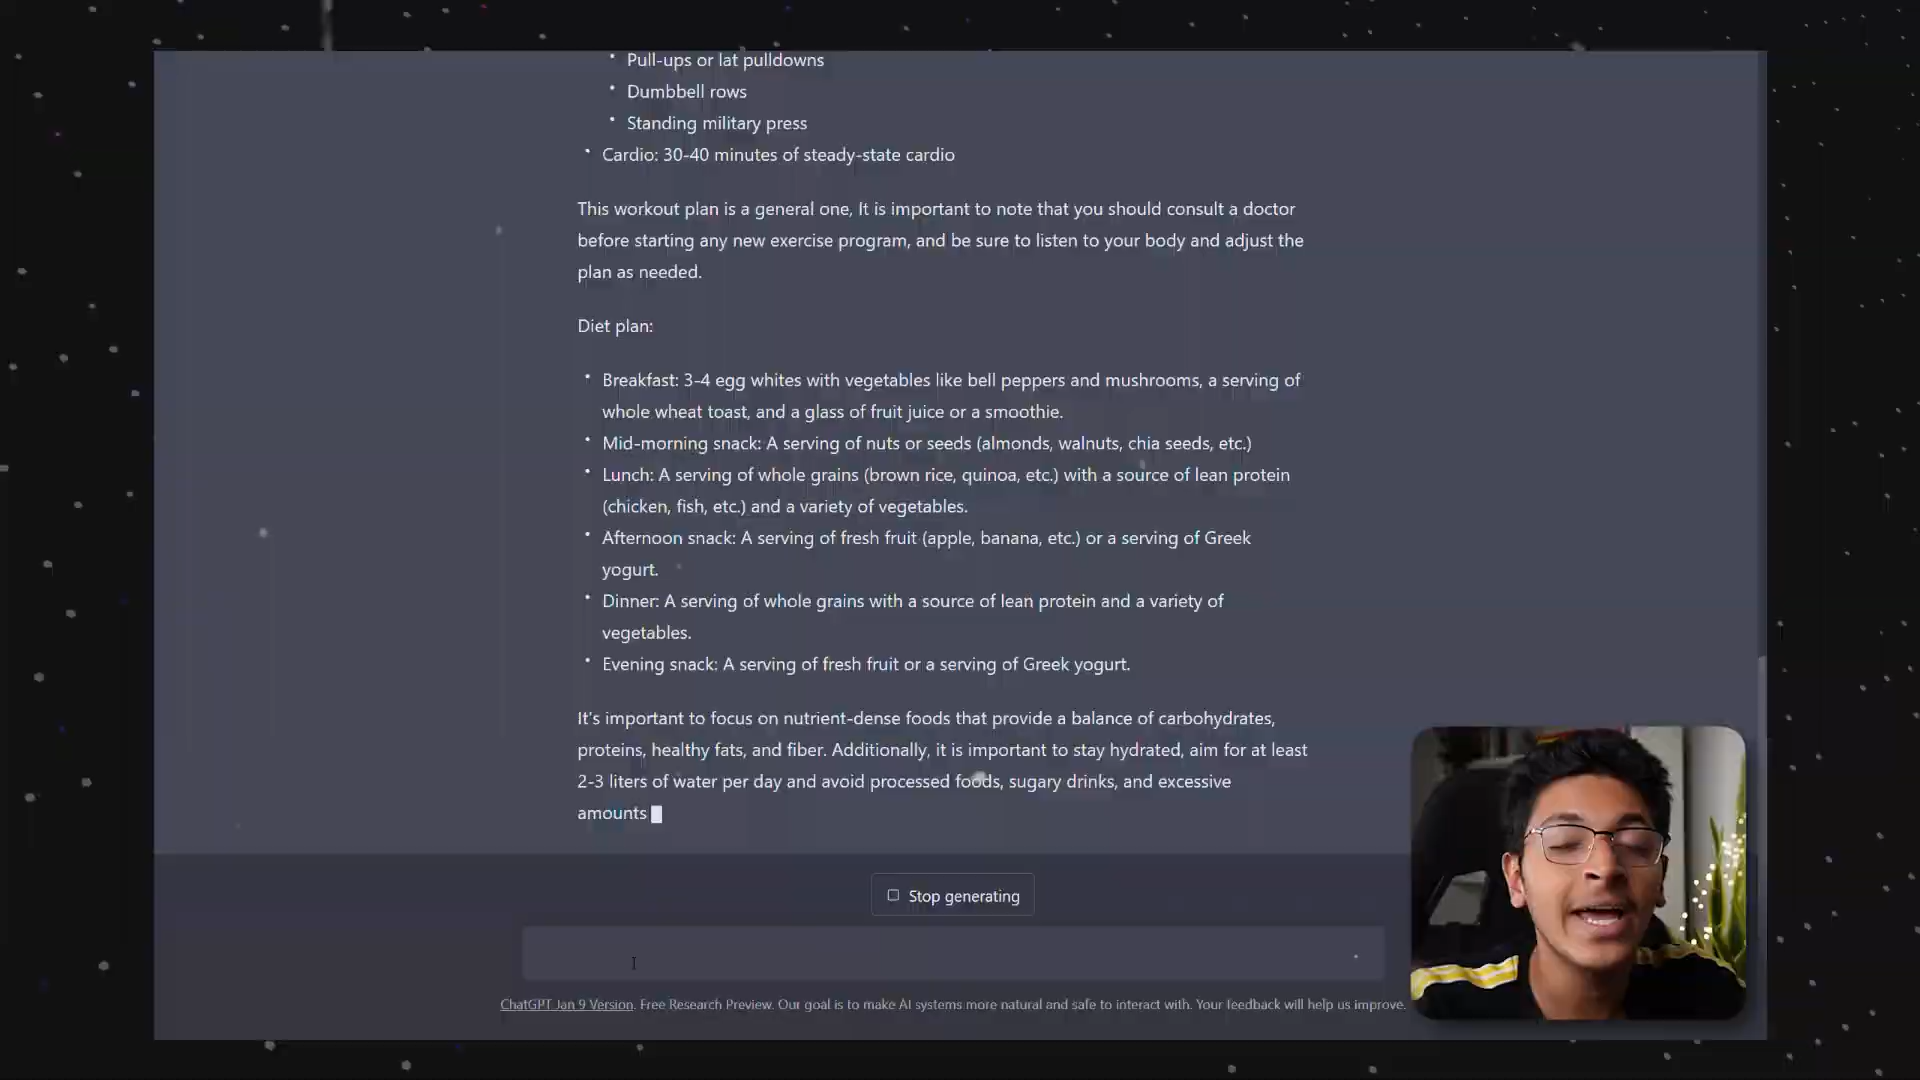 Pull-ups or lat pulldowns
Dumbbell rows
Standing military press
Cardio: 30-40 minutes of steady-state cardio
This workout plan is a general one, It is important to note that you should consult a doctor
before starting any new exercise program, and be sure to listen to your body and adjust the
plan as needed.
Diet plan:
Breakfast: 3-4 egg whites with vegetables like bell peppers and mushrooms, a serving of
whole wheat toast, and a glass of fruit juice or a smoothie.
Mid-morning snack: A serving of nuts or seeds (almonds, walnuts, chia seeds, etc.)
Lunch: A serving of whole grains (brown rice, quinoa, etc.) with a source of lean protein
(chicken, fish, etc.) and a variety of vegetables.
Afternoon snack: A serving of fresh fruit (apple, banana, etc.) or a serving of Greek
yogurt.
Dinner: A serving of whole grains with a source of lean protein and a variety of
vegetables.
Evening snack: A serving of fresh fruit or a serving of Greek yogurt.
It's important to focus on nutrient-dense foods that provide a balance of carbohydrates,
proteins, healthy fats, and fiber. Additionally, it is important to stay hydrated, aim for at least
2-3 liters of water per day and avoid processed foods, sugary drinks, and excessive
amounts
Stop generating
ChatGPT Jan 9 Version. Free Research Preview. Our goal is to make AI systems more natural and safe to interact with. Your feedback will help us improve.